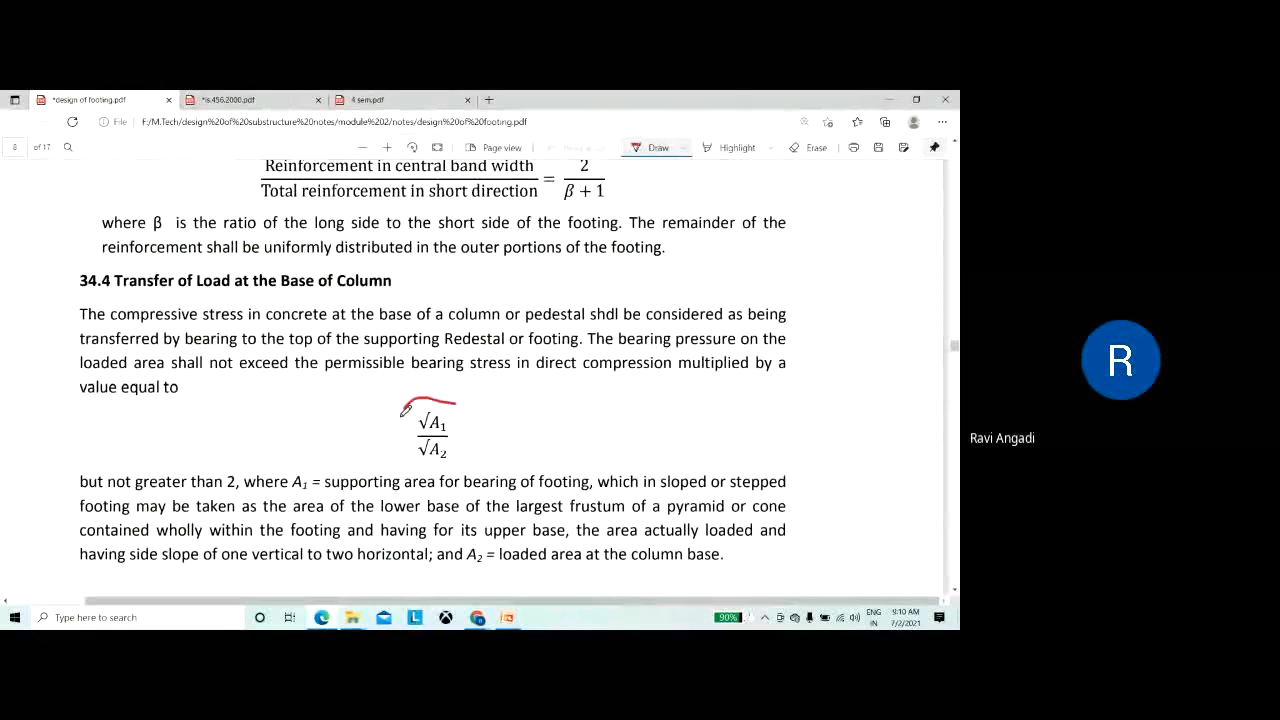 *design of footing.pdf
*is.456.2000.pdf
4 sem.pdf
File
F:/M.Tech/design%20of%20substructure%20notes/module%202/notes/design%20of%20footing.pdf
8 of 17
Page view
Draw
Highlight
Erase
Reinforcement in central band width
Total reinforcement in short direction
= 2
β + 1
where β is the ratio of the long side to the short side of the footing. The remainder of the
reinforcement shall be uniformly distributed in the outer portions of the footing.
34.4 Transfer of Load at the Base of Column
The compressive stress in concrete at the base of a column or pedestal shdl be considered as being
transferred by bearing to the top of the supporting Redestal or footing. The bearing pressure on the
loaded area shall not exceed the permissible bearing stress in direct compression multiplied by a
value equal to
√A₁
√A₂
but not greater than 2, where A₁ = supporting area for bearing of footing, which in sloped or stepped
footing may be taken as the area of the lower base of the largest frustum of a pyramid or cone
contained wholly within the footing and having for its upper base, the area actually loaded and
having side slope of one vertical to two horizontal; and A₂ = loaded area at the column base.
R
Ravi Angadi
Type here to search
L
90%
ENG
IN
9:10 AM
7/2/2021